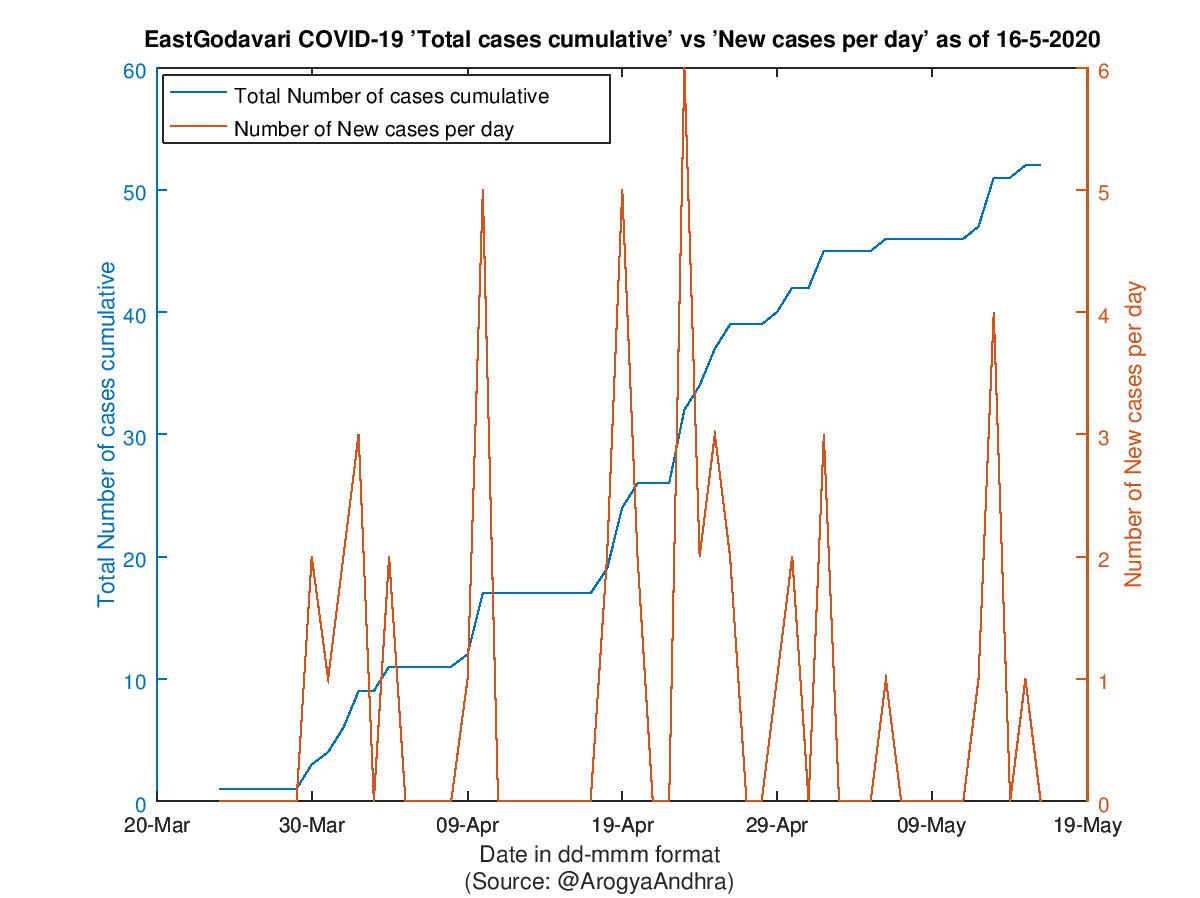 EastGodavari COVID-19 ’Total cases cumulative’ vs ’New cases per day’ as of 16-5-2020
Total Number of cases cumulative
Number of New cases per day
60
50
40
30
20
10
0
Total Number of cases cumulative
6
5
4
3
2
1
0
Number of New cases per day
20-Mar 30-Mar 09-Apr 19-Apr 29-Apr 09-May 19-May
Date in dd-mmm format
(Source: @ArogyaAndhra)